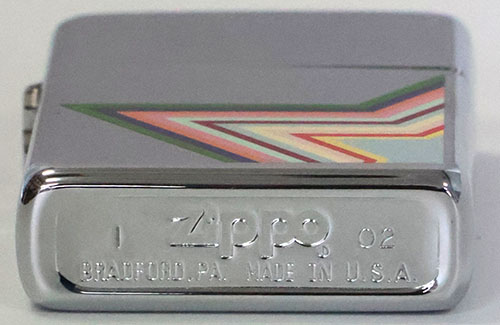 I Zippo 02
BRADFORD, PA. MADE IN U.S.A.